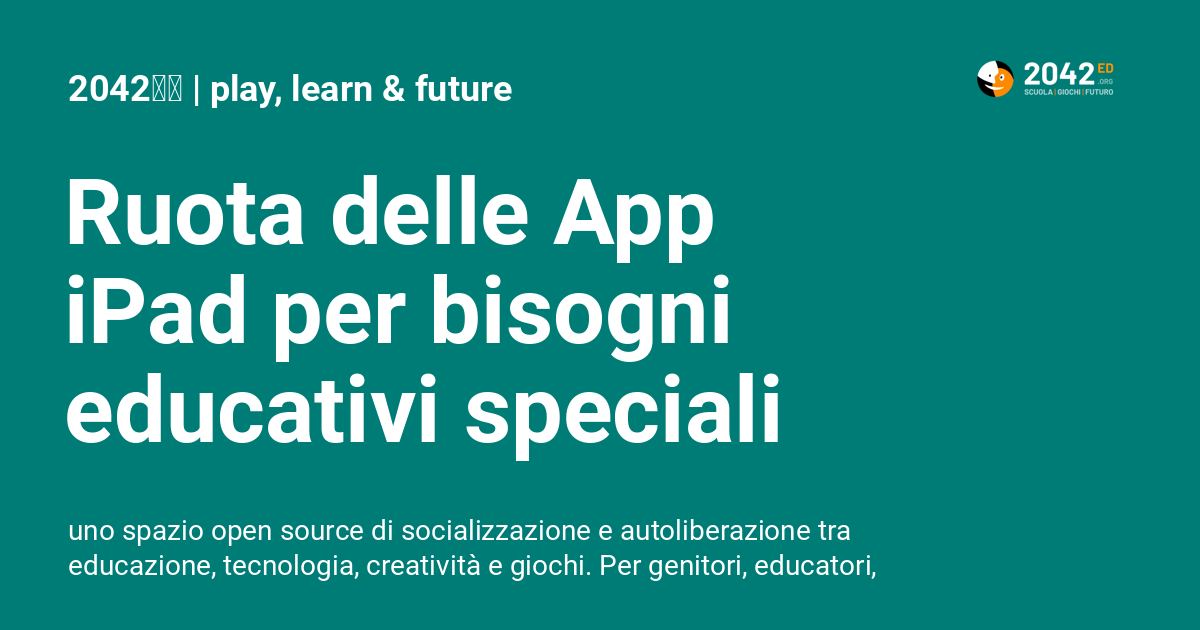 2042 | play, learn & future
2042 ED
.ORG
SCUOLA | GIOCHI | FUTURO
Ruota delle App
iPad per bisogni
educativi speciali
uno spazio open source di socializzazione e autoliberazione tra
educazione, tecnologia, creatività e giochi. Per genitori, educatori,